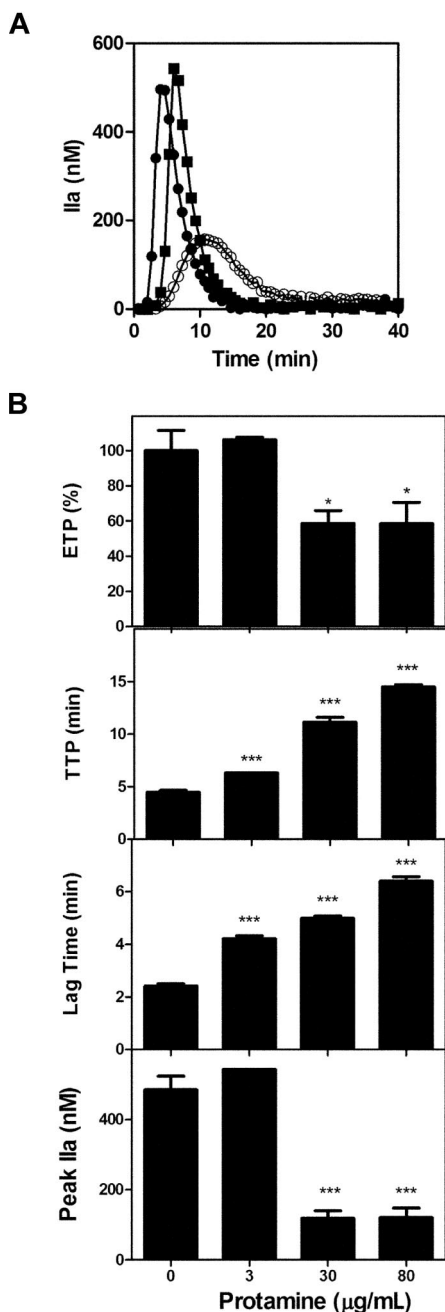 A
600
400
200
0
IIa (nM)
0 10 20 30 40
Time (min)
B
100
80
60
40
20
0
ETP (%)
* *
15
10
5
0
TTP (min)
*** *** ***
6
4
2
0
Lag Time (min)
*** *** ***
400
200
0
Peak IIa (nM)
*** ***
0 3 30 80
Protamine (μg/mL)